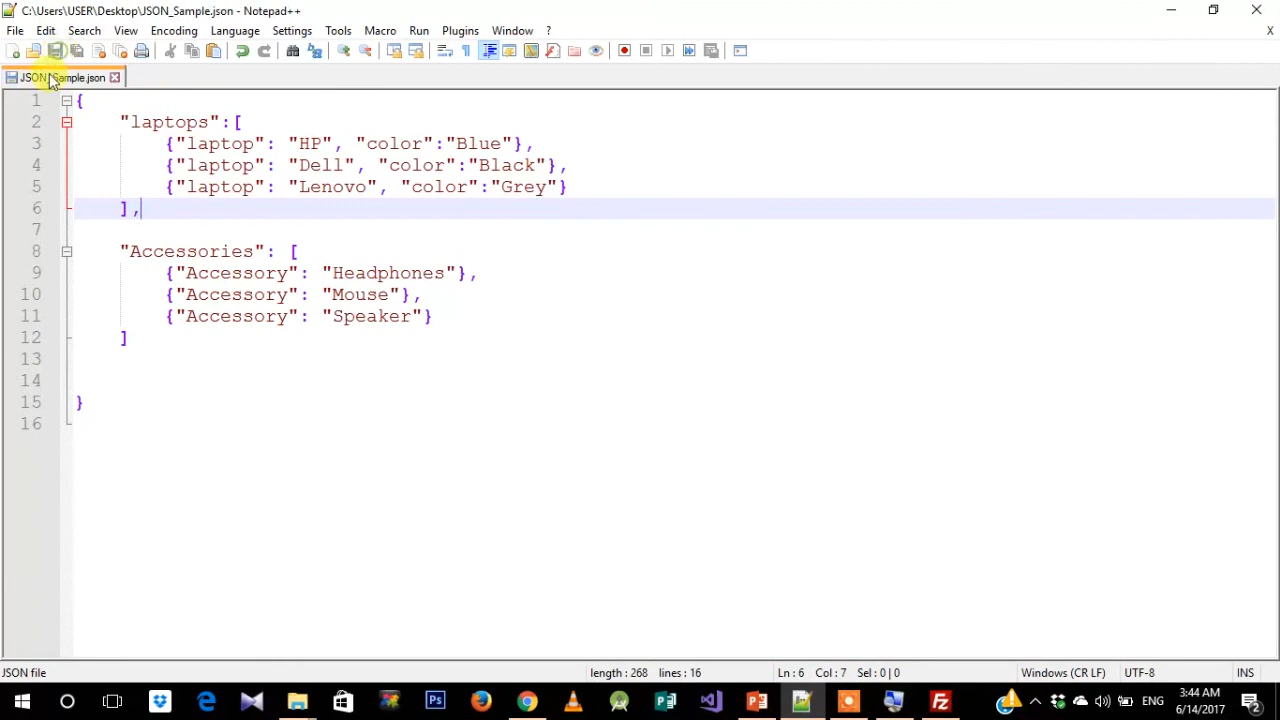 C:\Users\USER\Desktop\JSON_Sample.json - Notepad++
File Edit Search View Encoding Language Settings Tools Macro Run Plugins Window ? X
JSON_Sample.json
1 {
2 "laptops":[
3 {"laptop": "HP", "color":"Blue"},
4 {"laptop": "Dell", "color":"Black"},
5 {"laptop": "Lenovo", "color":"Grey"}
6 ],
7
8 "Accessories": [
9 {"Accessory": "Headphones"},
10 {"Accessory": "Mouse"},
11 {"Accessory": "Speaker"}
12 ]
13
14
15 }
16
JSON file length : 268 lines : 16 Ln : 6 Col : 7 Sel : 0 | 0 Windows (CR LF) UTF-8 INS
Ps ENG 3:44 AM
6/14/2017 2